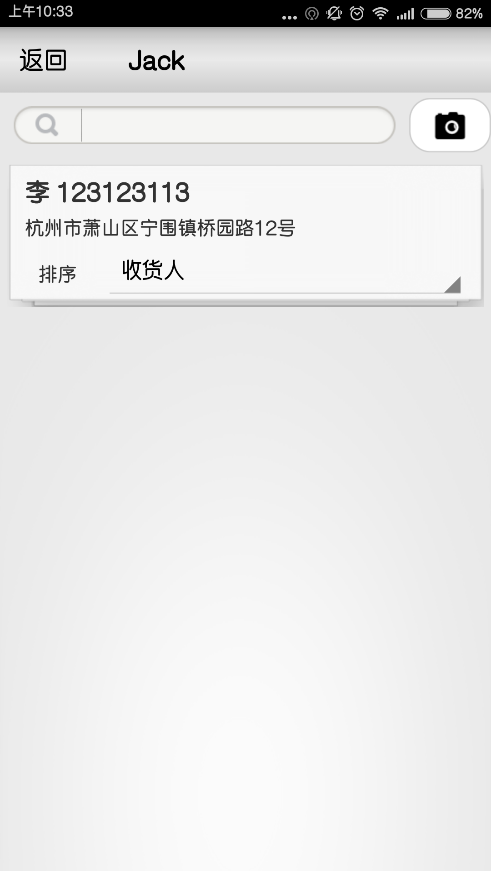 上午10:33 ... 82%
返回 Jack
李 123123113
杭州市萧山区宁围镇桥园路12号
排序 收货人